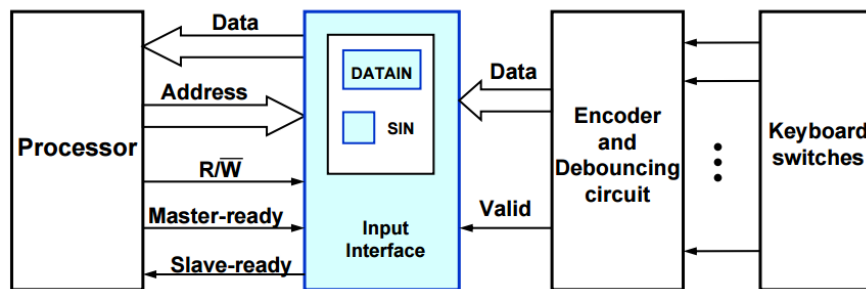 Processor
Data
Address
R/W̅
Master-ready
Slave-ready
DATAIN
SIN
Input
Interface
Data
Valid
Encoder
and
Debouncing
circuit
Keyboard
switches